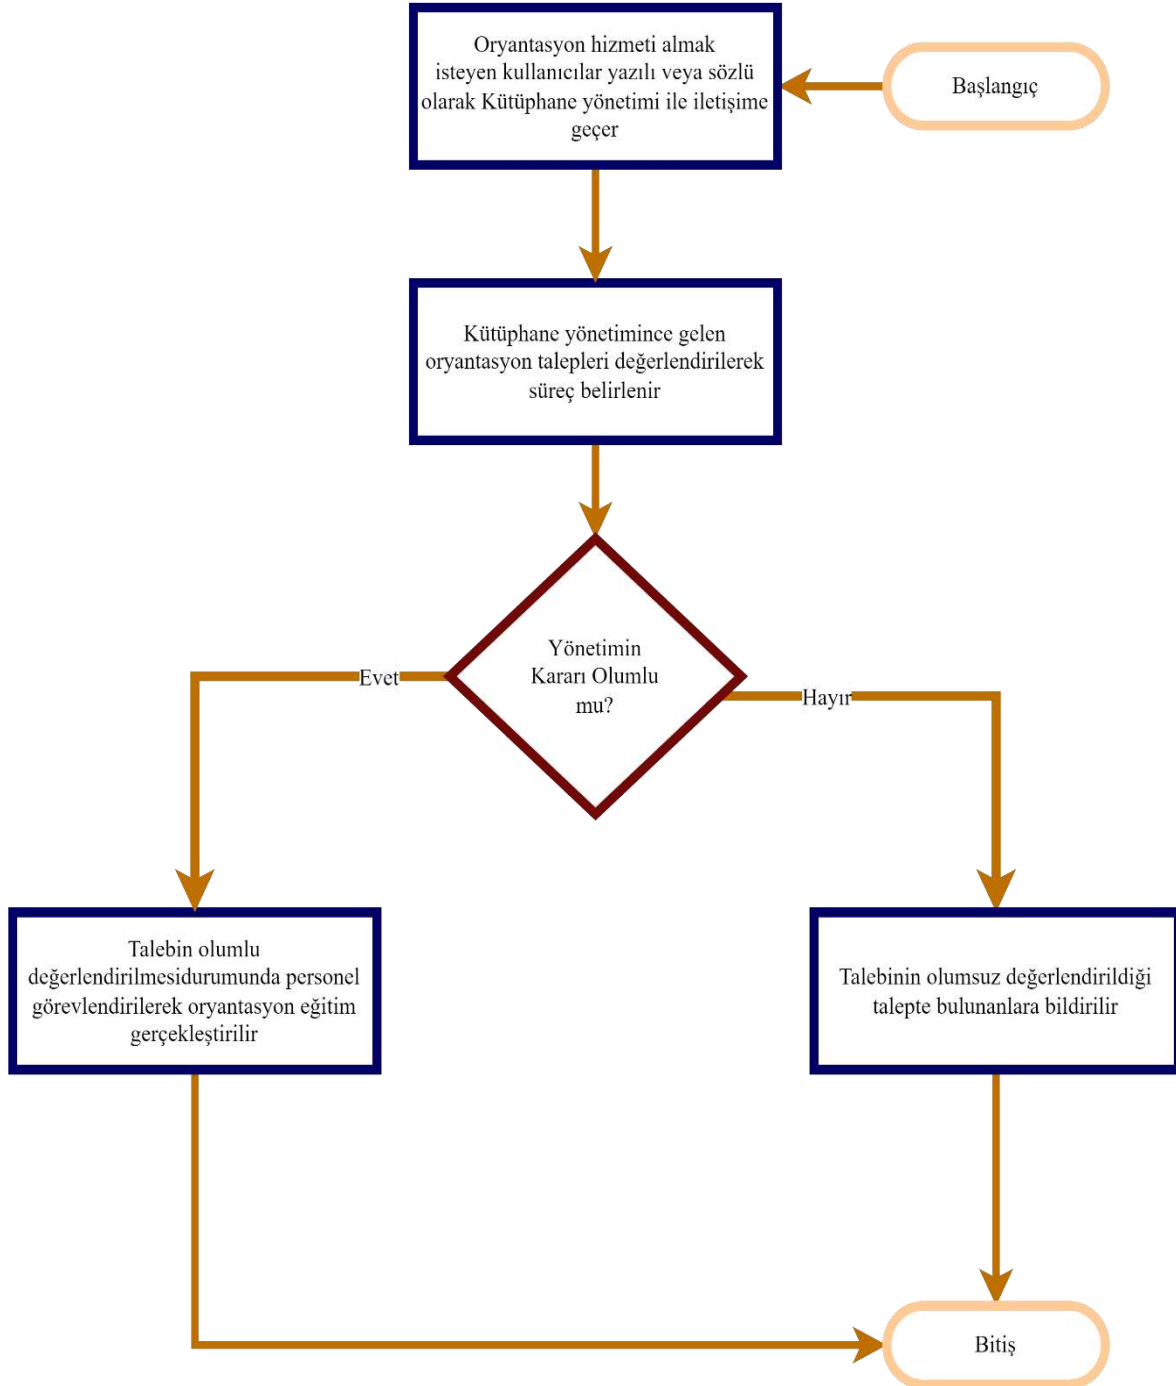 Oryantasyon hizmeti almak
isteyen kullanıcılar yazılı veya sözlü
olarak Kütüphane yönetimi ile iletişime
geçer
Başlangıç
Kütüphane yönetimince gelen
oryantasyon talepleri değerlendirilerek
süreç belirlenir
Yönetimin
Kararı Olumlu
mu?
Evet
Hayır
Talebin olumlu
değerlendirilmesidurumunda personel
görevlendirilerek oryantasyon eğitim
gerçekleştirilir
Talebinin olumsuz değerlendirildiği
talepte bulunanlara bildirilir
Bitiş